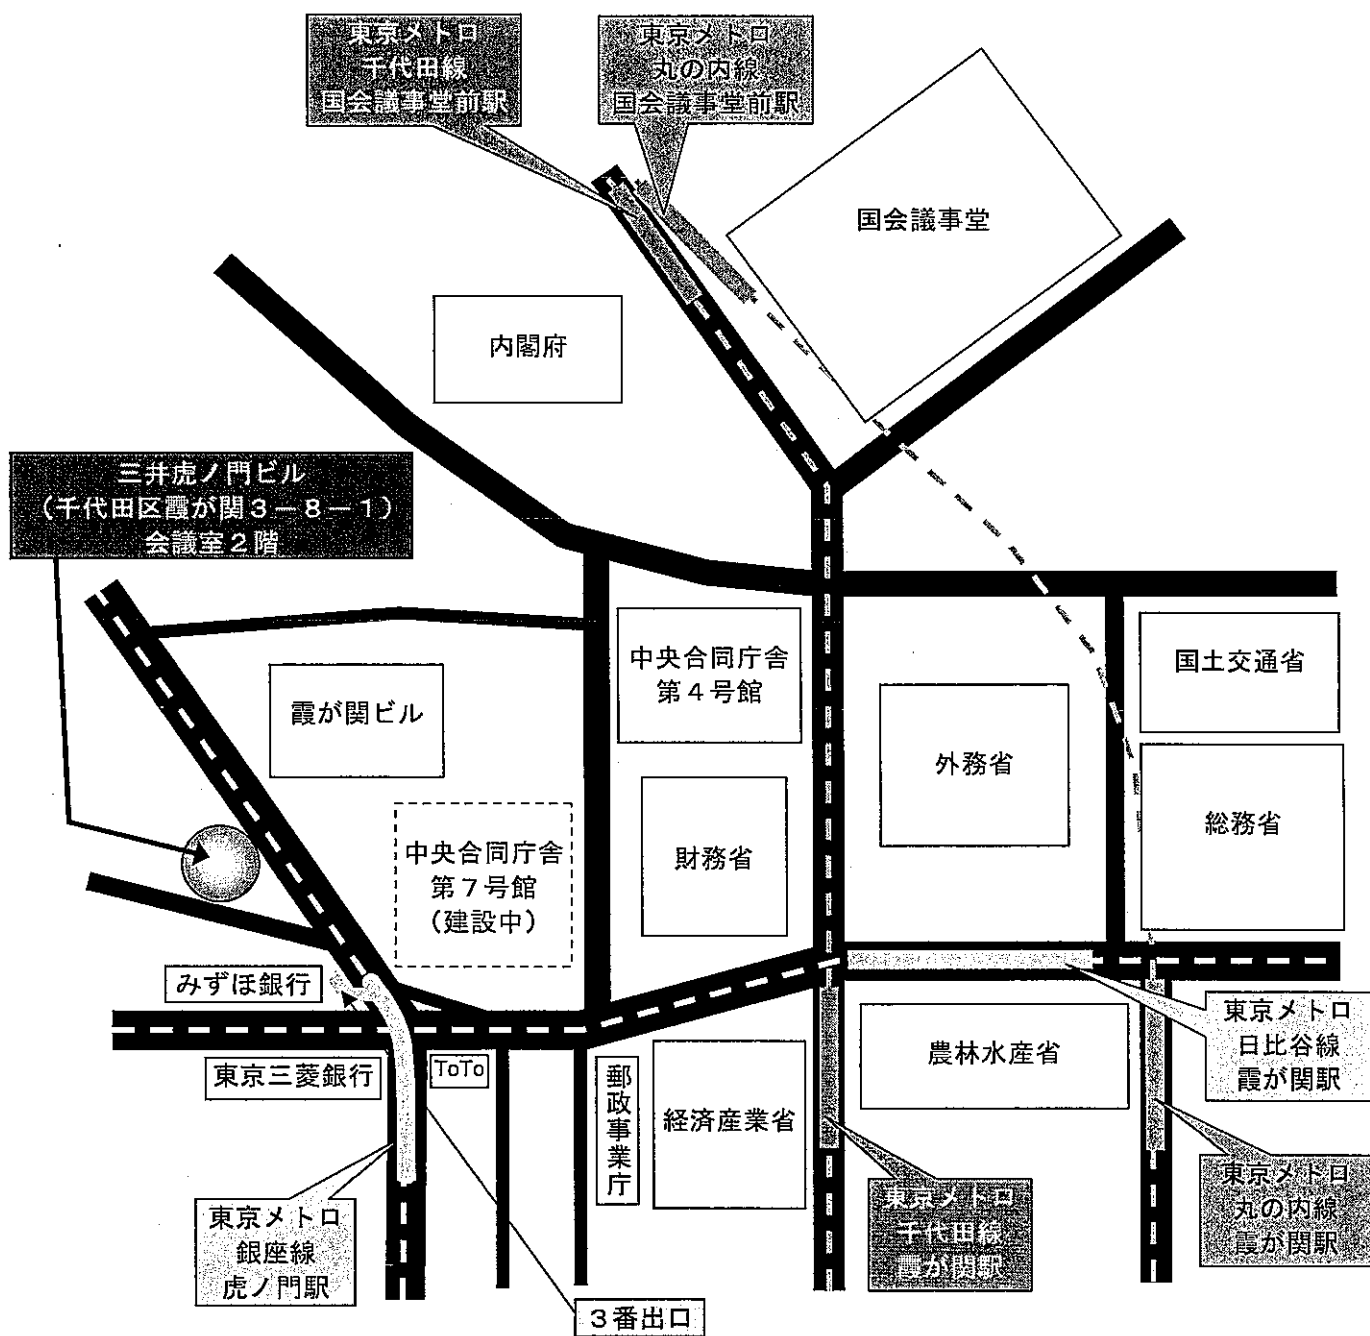 東京メトロ
千代田線
国会議事堂前駅
東京メトロ
丸の内線
国会議事堂前駅
国会議事堂
内閣府
三井虎ノ門ビル
（千代田区霞が関３－８－１）
会議室２階
中央合同庁舎
第４号館
国土交通省
霞が関ビル
外務省
総務省
財務省
中央合同庁舎
第７号館
（建設中）
みずほ銀行
東京メトロ
日比谷線
霞が関駅
農林水産省
東京三菱銀行
ToTo
郵政事業庁
経済産業省
東京メトロ
千代田線
霞が関駅
東京メトロ
丸の内線
霞が関駅
東京メトロ
銀座線
虎ノ門駅
３番出口